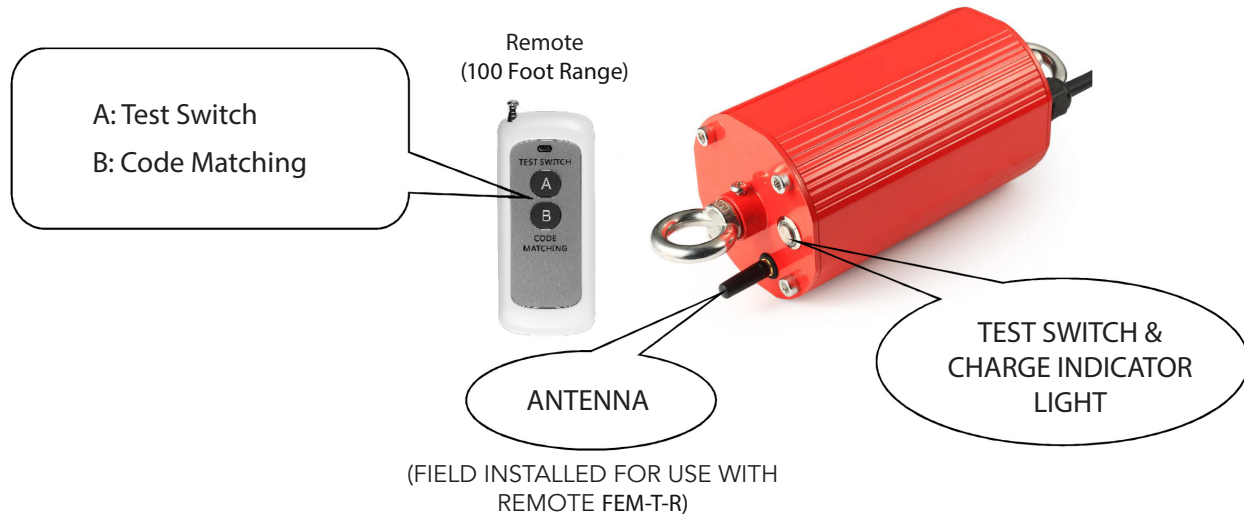 Remote
(100 Foot Range)
A: Test Switch
B: Code Matching
TEST SWITCH
A
B
CODE
MATCHING
TEST SWITCH &
CHARGE INDICATOR
LIGHT
ANTENNA
(FIELD INSTALLED FOR USE WITH
REMOTE FEM-T-R)